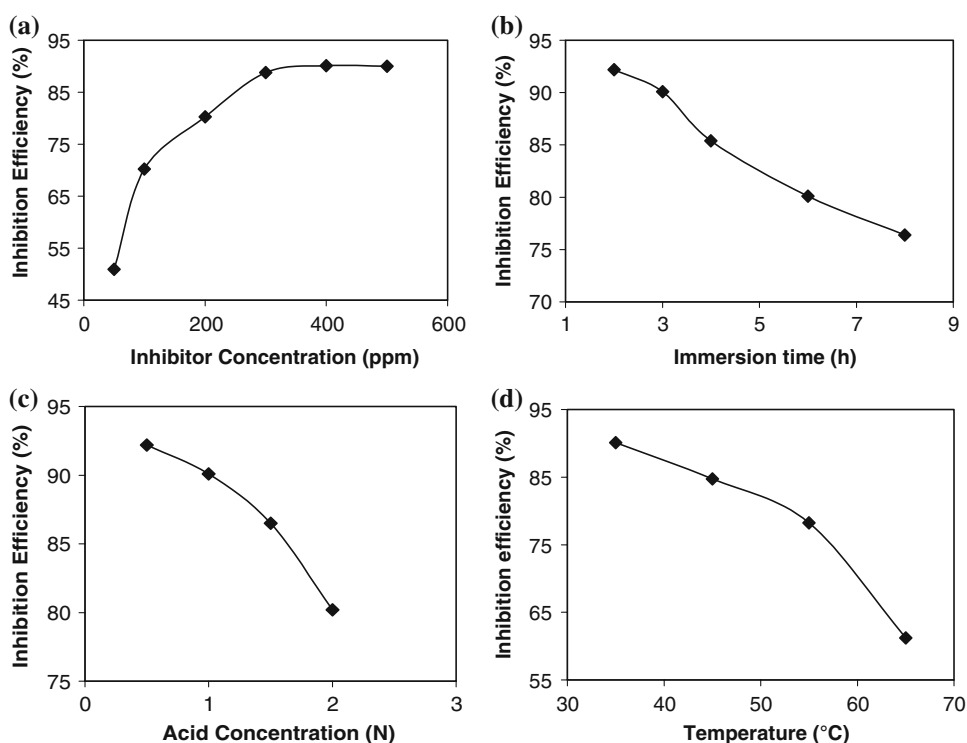 (a)
95
85
75
65
55
45
Inhibition Efficiency (%)
0 200 400 600
Inhibitor Concentration (ppm)
(b)
95
90
85
80
75
70
Inhibition Efficiency (%)
1 3 5 7 9
Immersion time (h)
(c)
95
90
85
80
75
Inhibition Efficiency (%)
0 1 2 3
Acid Concentration (N)
(d)
95
85
75
65
55
Inhibition efficiency (%)
30 40 50 60 70
Temperature (°C)